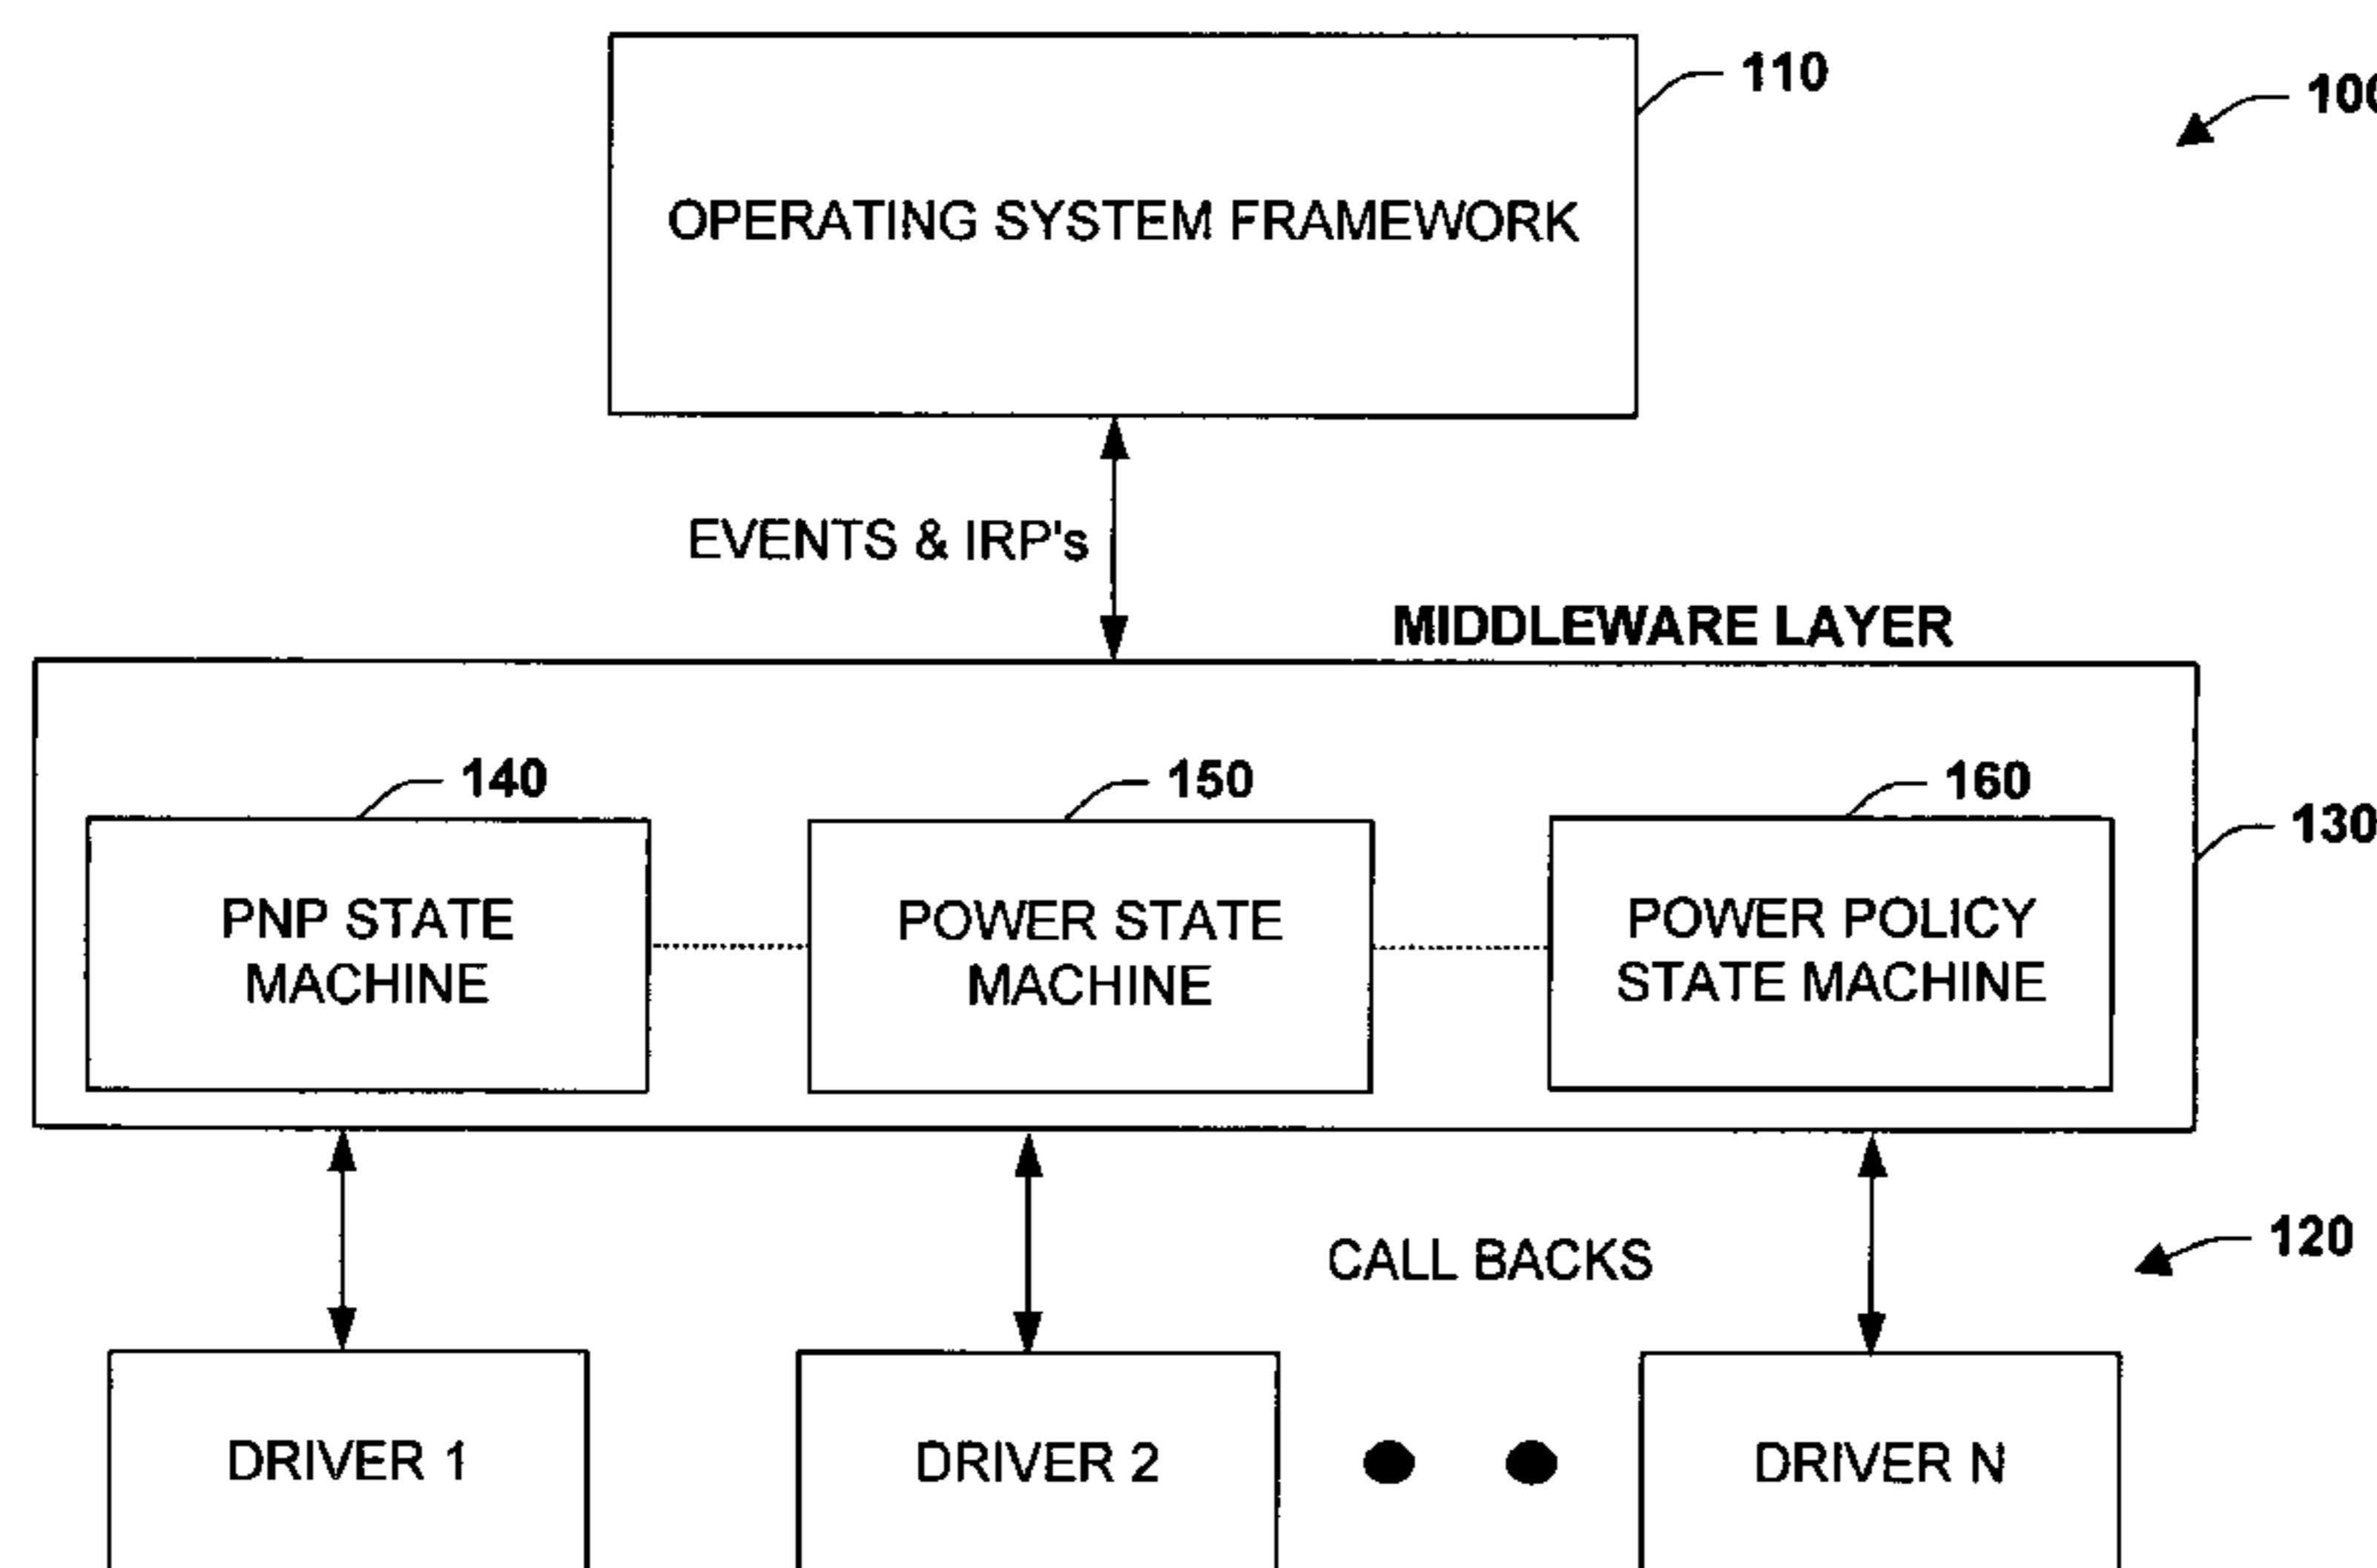 110
100
OPERATING SYSTEM FRAMEWORK
EVENTS & IRP's
MIDDLEWARE LAYER
140
150
160
130
PNP STATE
MACHINE
POWER STATE
MACHINE
POWER POLICY
STATE MACHINE
CALL BACKS
120
DRIVER 1
DRIVER 2
DRIVER N